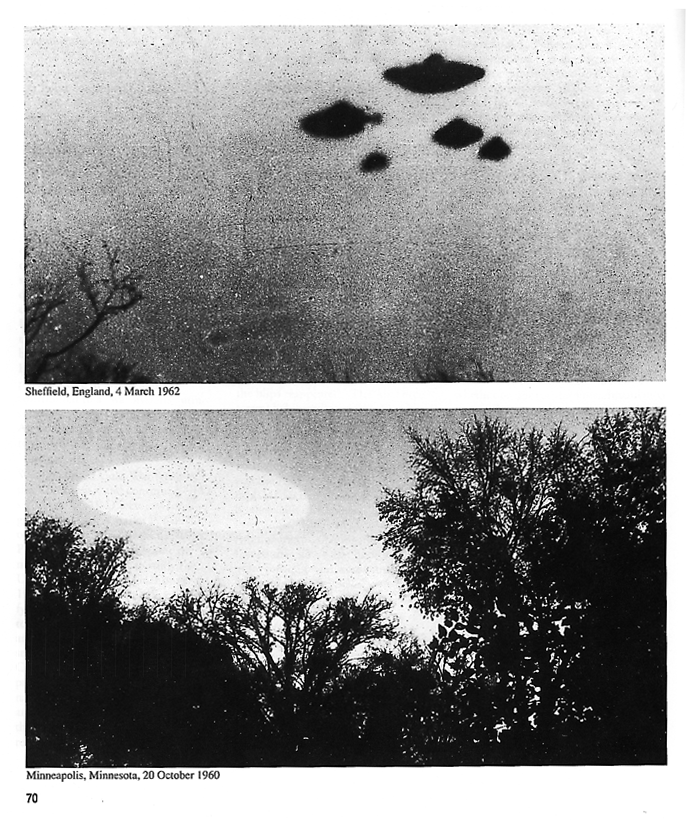 Sheffield, England, 4 March 1962
Minneapolis, Minnesota, 20 October 1960
70